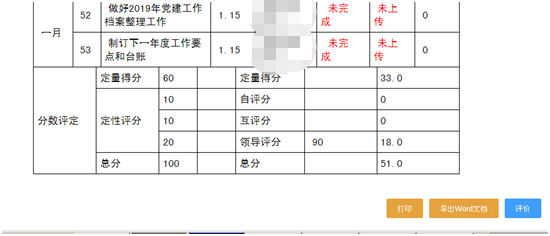 一月 52 做好2019年党建工作 1.15 未完 未上 0
档案整理工作 成 传
53 制订下一年度工作要 1.15 未完 未上 0
点和台账 成 传
分数评定 定量得分 60 定量得分 33.0
定性评分 10 自评分 0
10 互评分 0
20 领导评分 90 18.0
总分 100 总分 51.0
打印 导出Word文档 评价